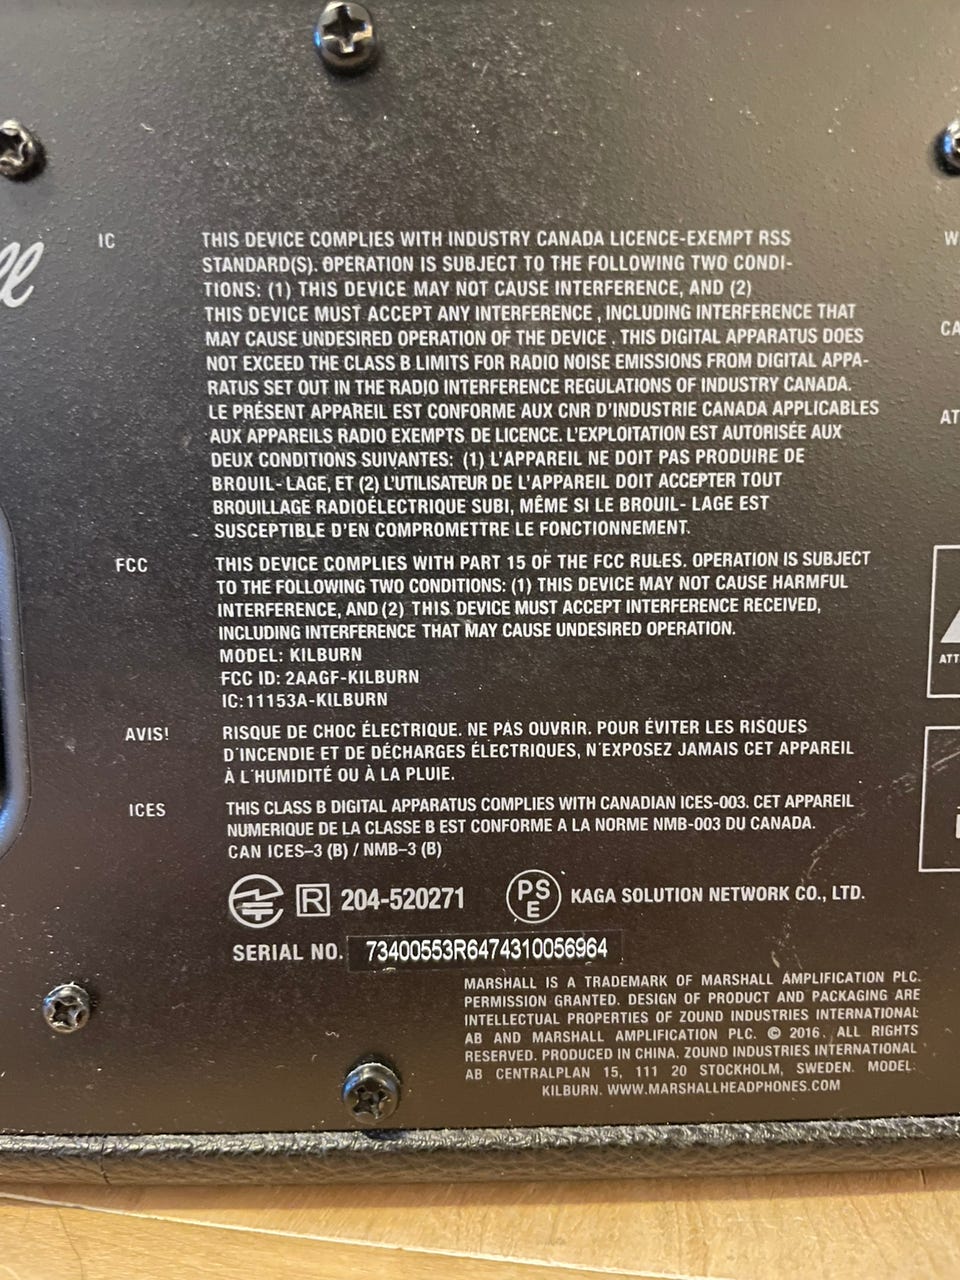 ll
IC
THIS DEVICE COMPLIES WITH INDUSTRY CANADA LICENCE-EXEMPT RSS
STANDARD(S). OPERATION IS SUBJECT TO THE FOLLOWING TWO CONDI-
TIONS: (1) THIS DEVICE MAY NOT CAUSE INTERFERENCE, AND (2)
THIS DEVICE MUST ACCEPT ANY INTERFERENCE , INCLUDING INTERFERENCE THAT
MAY CAUSE UNDESIRED OPERATION OF THE DEVICE . THIS DIGITAL APPARATUS DOES
NOT EXCEED THE CLASS B LIMITS FOR RADIO NOISE EMISSIONS FROM DIGITAL APPA-
RATUS SET OUT IN THE RADIO INTERFERENCE REGULATIONS OF INDUSTRY CANADA.
LE PRÉSENT APPAREIL EST CONFORME AUX CNR D'INDUSTRIE CANADA APPLICABLES
AUX APPAREILS RADIO EXEMPTS DE LICENCE. L'EXPLOITATION EST AUTORISÉE AUX
DEUX CONDITIONS SUIVANTES: (1) L'APPAREIL NE DOIT PAS PRODUIRE DE
BROUIL- LAGE, ET (2) L'UTILISATEUR DE L'APPAREIL DOIT ACCEPTER TOUT
BROUILLAGE RADIOÉLECTRIQUE SUBI, MÊME SI LE BROUIL- LAGE EST
SUSCEPTIBLE D'EN COMPROMETTRE LE FONCTIONNEMENT.
FCC
THIS DEVICE COMPLIES WITH PART 15 OF THE FCC RULES. OPERATION IS SUBJECT
TO THE FOLLOWING TWO CONDITIONS: (1) THIS DEVICE MAY NOT CAUSE HARMFUL
INTERFERENCE, AND (2) THIS DEVICE MUST ACCEPT INTERFERENCE RECEIVED,
INCLUDING INTERFERENCE THAT MAY CAUSE UNDESIRED OPERATION.
MODEL: KILBURN
FCC ID: 2AAGF-KILBURN
IC:11153A-KILBURN
AVIS!
RISQUE DE CHOC ÉLECTRIQUE. NE PAS OUVRIR. POUR ÉVITER LES RISQUES
D'INCENDIE ET DE DÉCHARGES ÉLECTRIQUES, N'EXPOSEZ JAMAIS CET APPAREIL
À L'HUMIDITÉ OU À LA PLUIE.
ICES
THIS CLASS B DIGITAL APPARATUS COMPLIES WITH CANADIAN ICES-003. CET APPAREIL
NUMERIQUE DE LA CLASSE B EST CONFORME A LA NORME NMB-003 DU CANADA.
CAN ICES–3 (B) / NMB–3 (B)
R 204-520271 PSE KAGA SOLUTION NETWORK CO., LTD.
SERIAL NO. 73400553R6474310056964
MARSHALL IS A TRADEMARK OF MARSHALL AMPLIFICATION PLC.
PERMISSION GRANTED. DESIGN OF PRODUCT AND PACKAGING ARE
INTELLECTUAL PROPERTIES OF ZOUND INDUSTRIES INTERNATIONAL
AB AND MARSHALL AMPLIFICATION PLC. © 2016. ALL RIGHTS
RESERVED. PRODUCED IN CHINA. ZOUND INDUSTRIES INTERNATIONAL
AB CENTRALPLAN 15, 111 20 STOCKHOLM, SWEDEN. MODEL:
KILBURN. WWW.MARSHALLHEADPHONES.COM
W
CA
AT
ATT